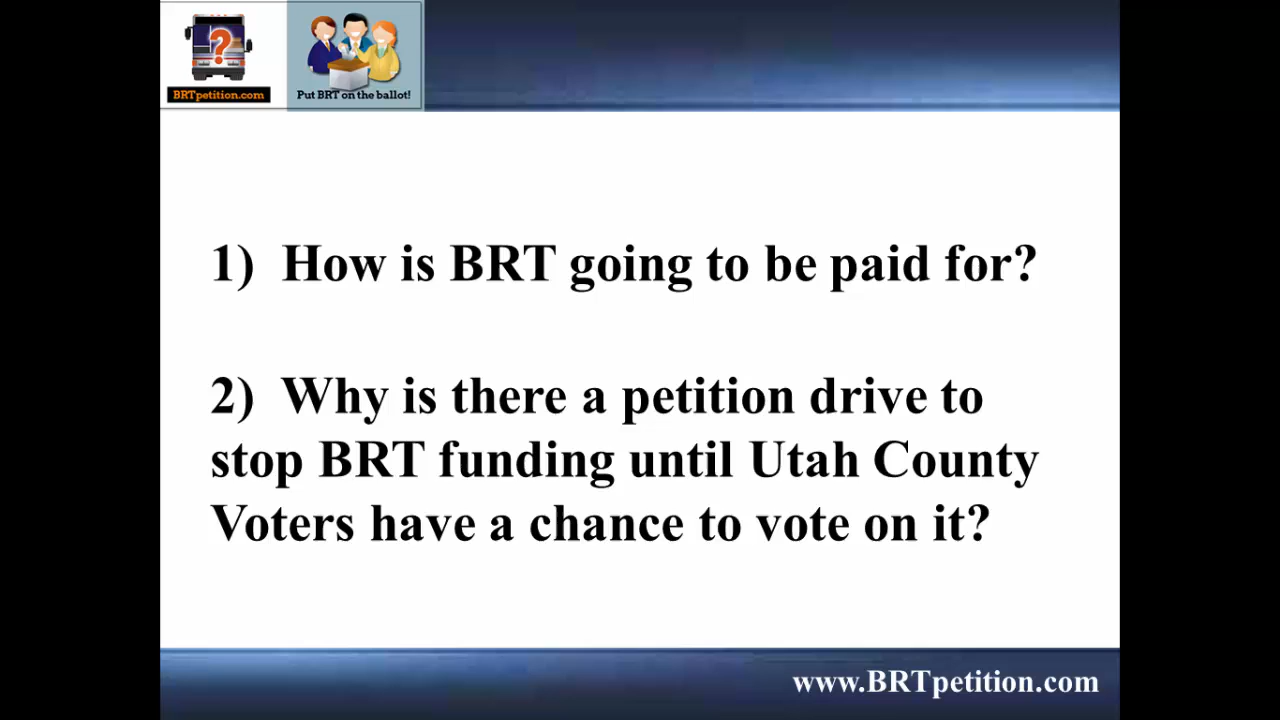 BRTpetition.com
Put BRT on the ballot!
1) How is BRT going to be paid for?
2) Why is there a petition drive to
stop BRT funding until Utah County
Voters have a chance to vote on it?
www.BRTpetition.com